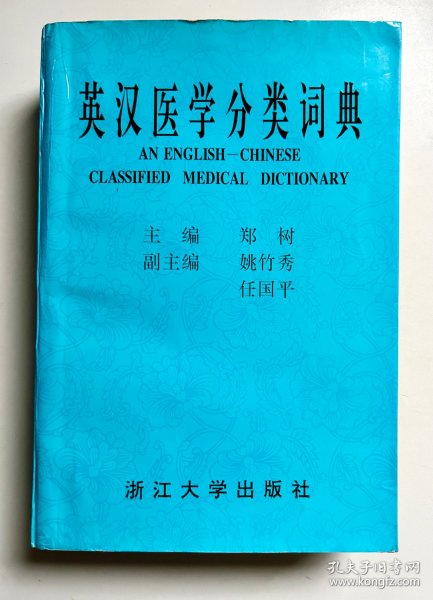 英汉医学分类词典
AN ENGLISH—CHINESE
CLASSIFIED MEDICAL DICTIONARY
主编 郑树
副主编 姚竹秀
任国平
浙江大学出版社
孔夫子旧书网
www.kongfz.com